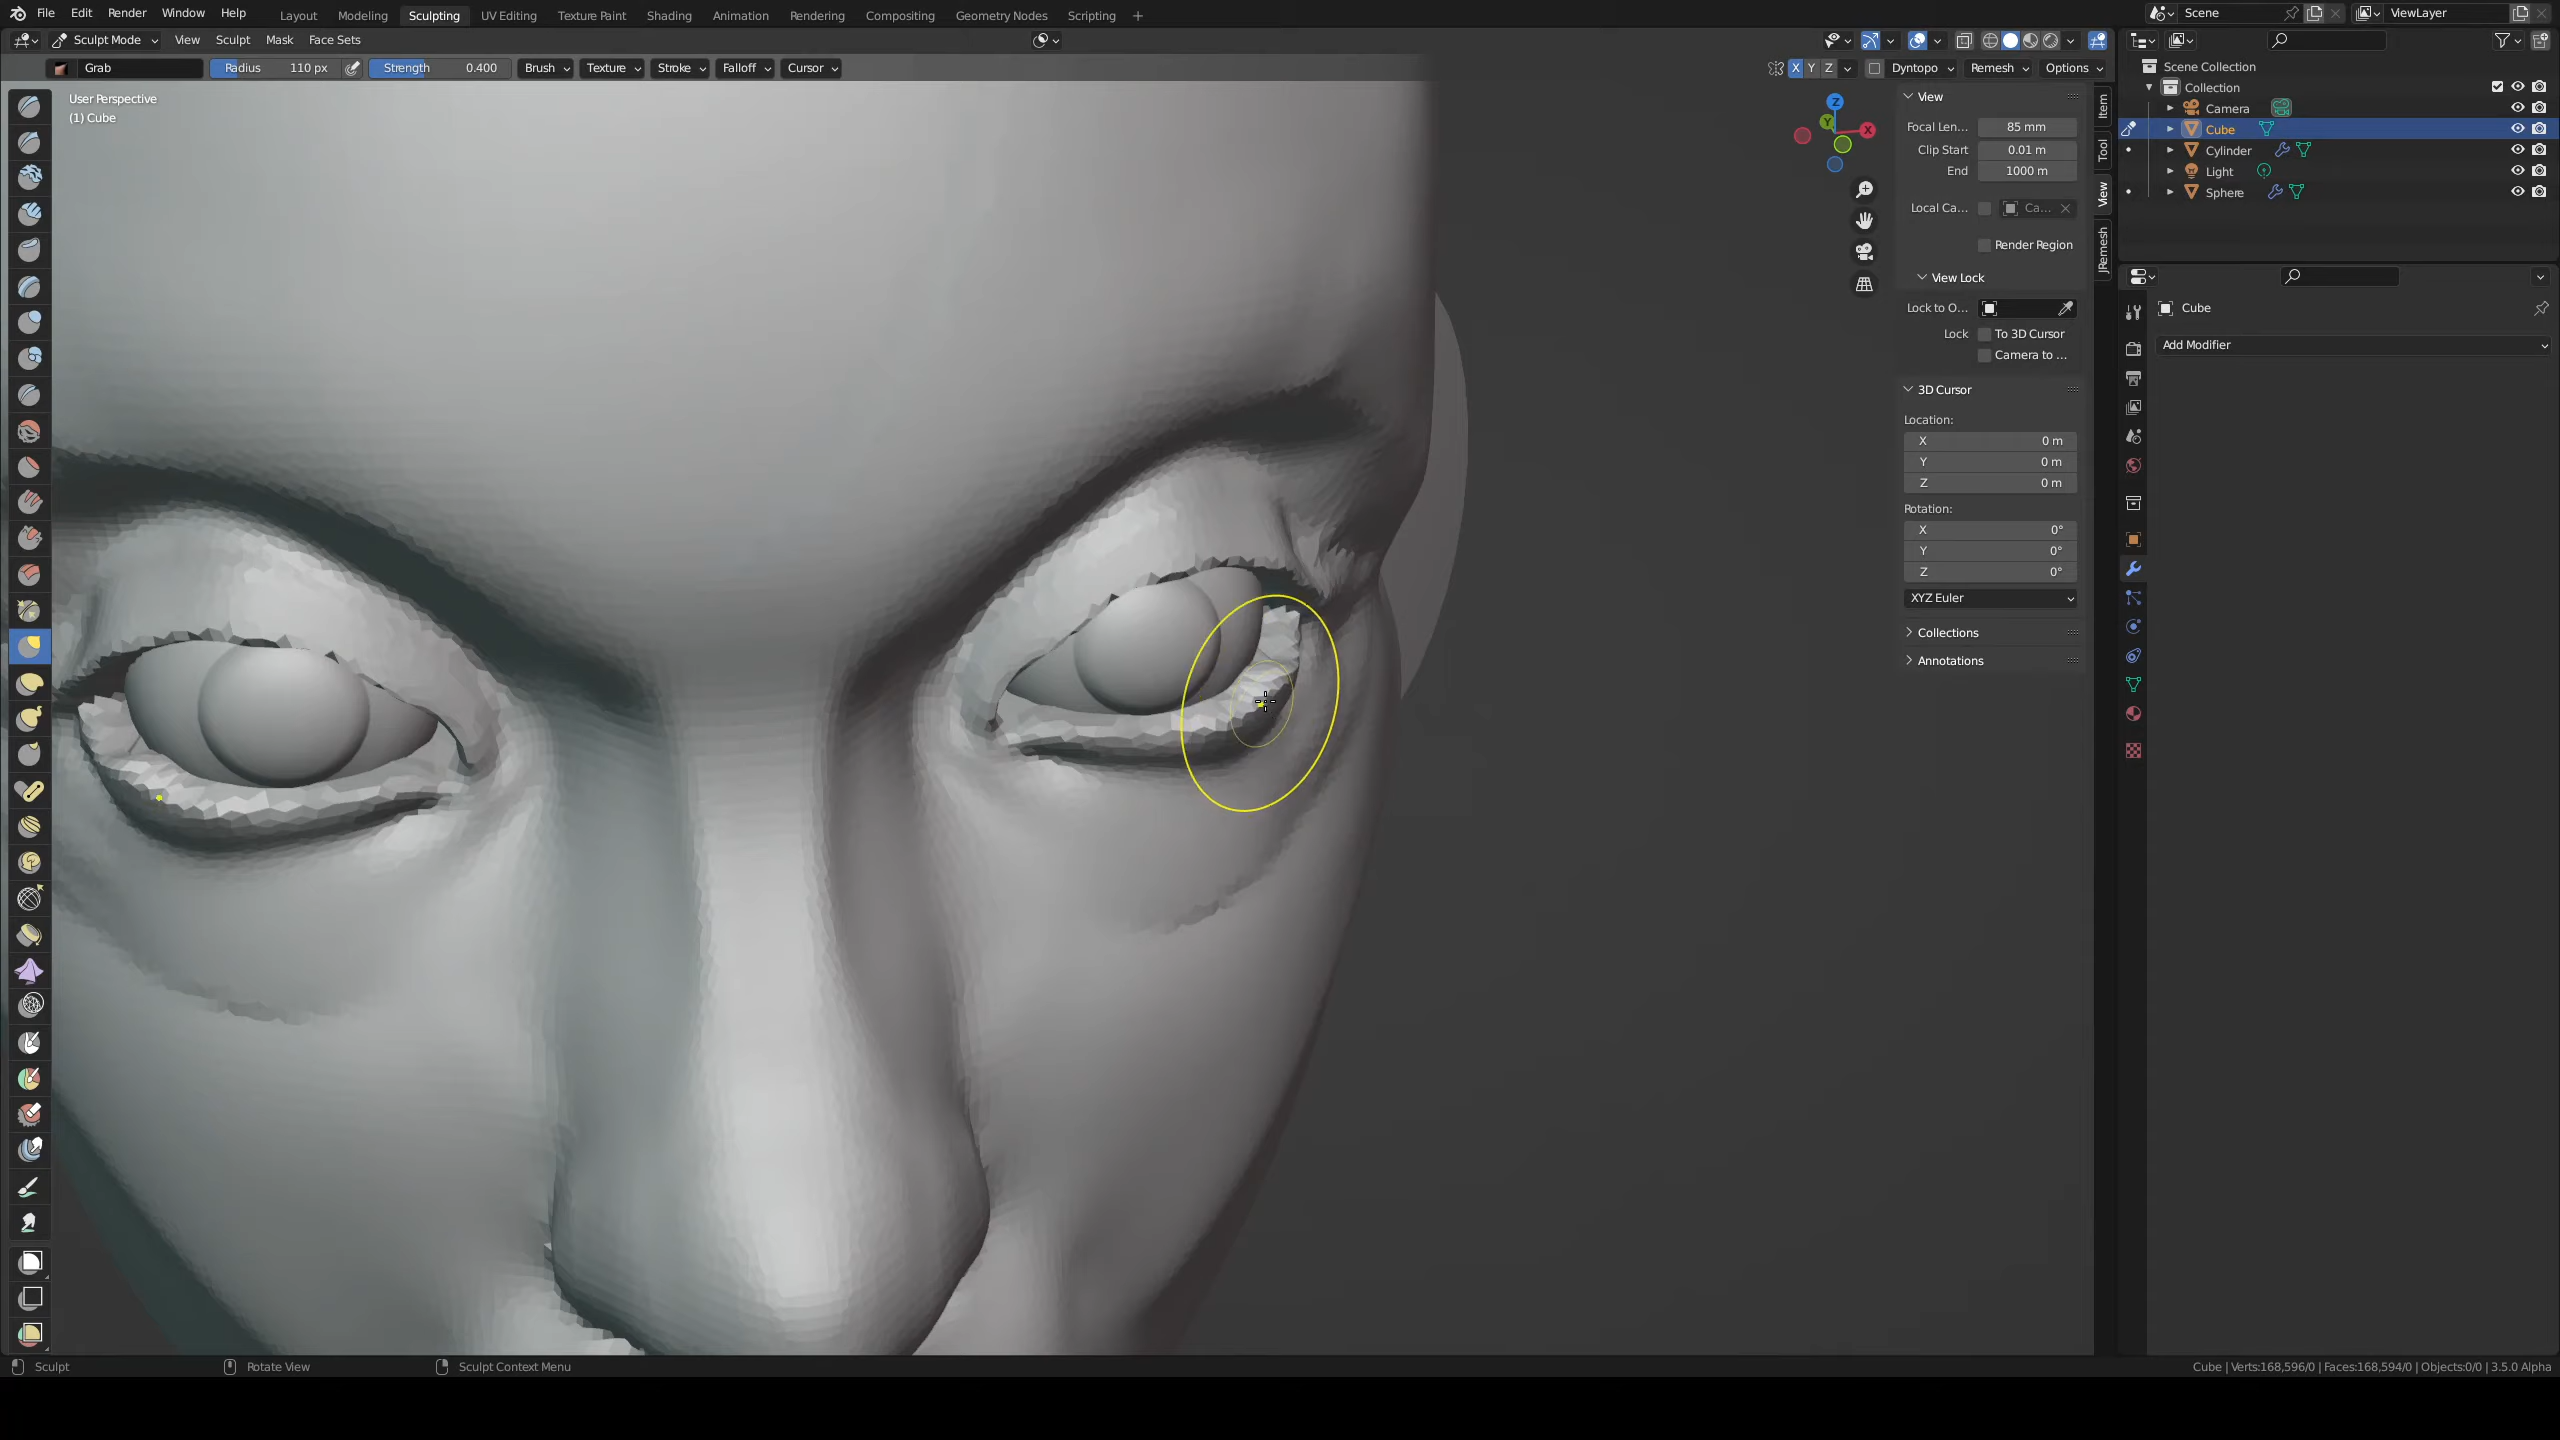 File Edit Render Window Help Layout Modeling Sculpting UV Editing Texture Paint Shading Animation Rendering Compositing Geometry Nodes Scripting + Scene ViewLayer
Sculpt Mode View Sculpt Mask Face Sets
Grab Radius 110 px Strength 0.400 Brush Texture Stroke Falloff Cursor X Y Z Dyntopo Remesh Options
User Perspective
(1) Cube
Z
Y
X
View
Focal Len... 85 mm
Clip Start 0.01 m
End 1000 m
Local Ca... Ca...
Render Region
View Lock
Lock to O...
Lock To 3D Cursor
Camera to ...
3D Cursor
Location:
X 0 m
Y 0 m
Z 0 m
Rotation:
X 0°
Y 0°
Z 0°
XYZ Euler
Collections
Annotations
Item
Tool
View
JRemesh
Scene Collection
Collection
Camera
Cube
Cylinder
Light
Sphere
Cube
Add Modifier
Sculpt Rotate View Sculpt Context Menu Cube | Verts:168,596/0 | Faces:168,594/0 | Objects:0/0 | 3.5.0 Alpha